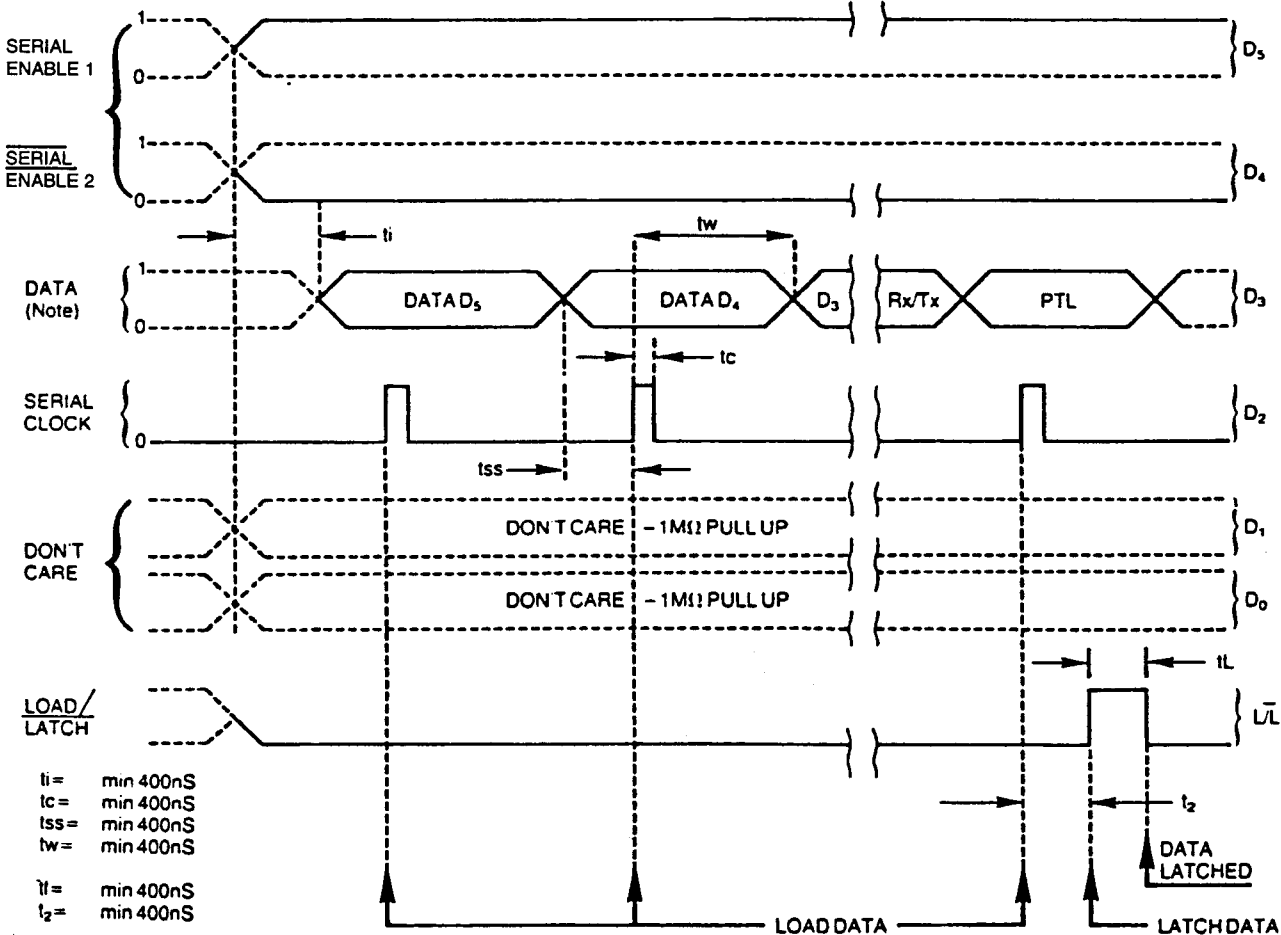 SERIAL
ENABLE 1
1
0
D₅
SERIAL
ENABLE 2
1
0
D₄
ti
tw
DATA
(Note)
1
0
DATA D₅
DATA D₄
D₃
Rx/Tx
PTL
D₃
tc
SERIAL
CLOCK
0
D₂
tss
DON'T
CARE
DON'T CARE - 1MΩ PULL UP
D₁
DON'T CARE - 1MΩ PULL UP
D₀
tL
LOAD/
LATCH
L/L̅
ti= min 400nS
tc= min 400nS
tss= min 400nS
tw= min 400nS
t₂
DATA
LATCHED
min 400nS
t₂= min 400nS
LOAD DATA
LATCH DATA